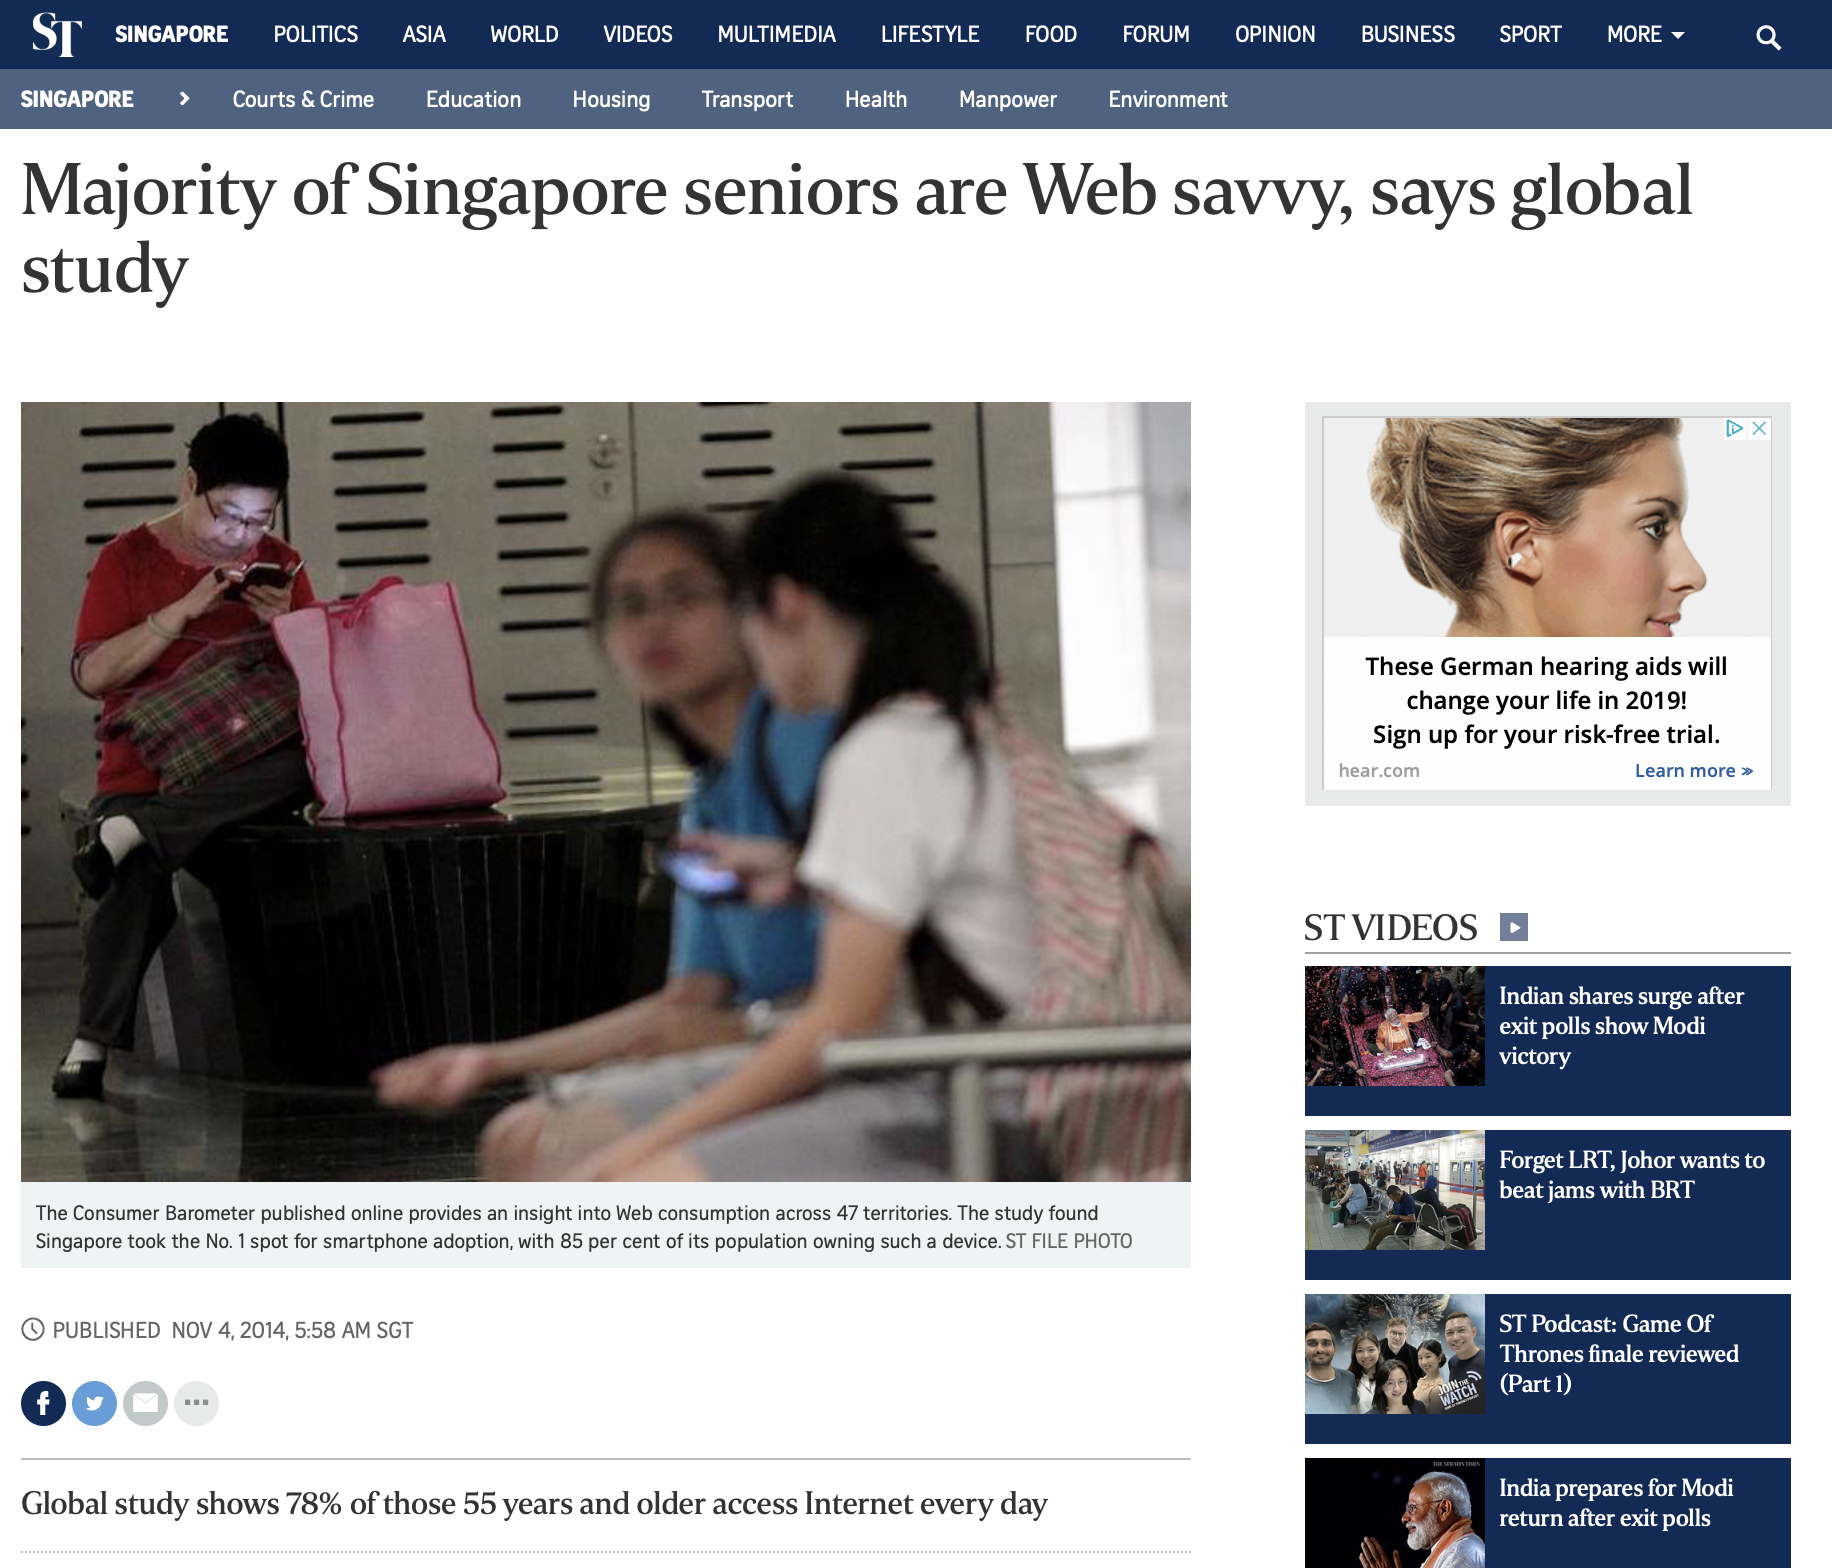 ST
SINGAPORE POLITICS ASIA WORLD VIDEOS MULTIMEDIA LIFESTYLE FOOD FORUM OPINION BUSINESS SPORT MORE
SINGAPORE Courts & Crime Education Housing Transport Health Manpower Environment
Majority of Singapore seniors are Web savvy, says global
study
The Consumer Barometer published online provides an insight into Web consumption across 47 territories. The study found
Singapore took the No. 1 spot for smartphone adoption, with 85 per cent of its population owning such a device. ST FILE PHOTO
PUBLISHED NOV 4, 2014, 5:58 AM SGT
Global study shows 78% of those 55 years and older access Internet every day
These German hearing aids will
change your life in 2019!
Sign up for your risk-free trial.
hear.com Learn more »
ST VIDEOS
Indian shares surge after
exit polls show Modi
victory
Forget LRT, Johor wants to
beat jams with BRT
JOIN THE
WATCH
ST Podcast: Game Of
Thrones finale reviewed
(Part 1)
THE STRAITS TIMES
India prepares for Modi
return after exit polls